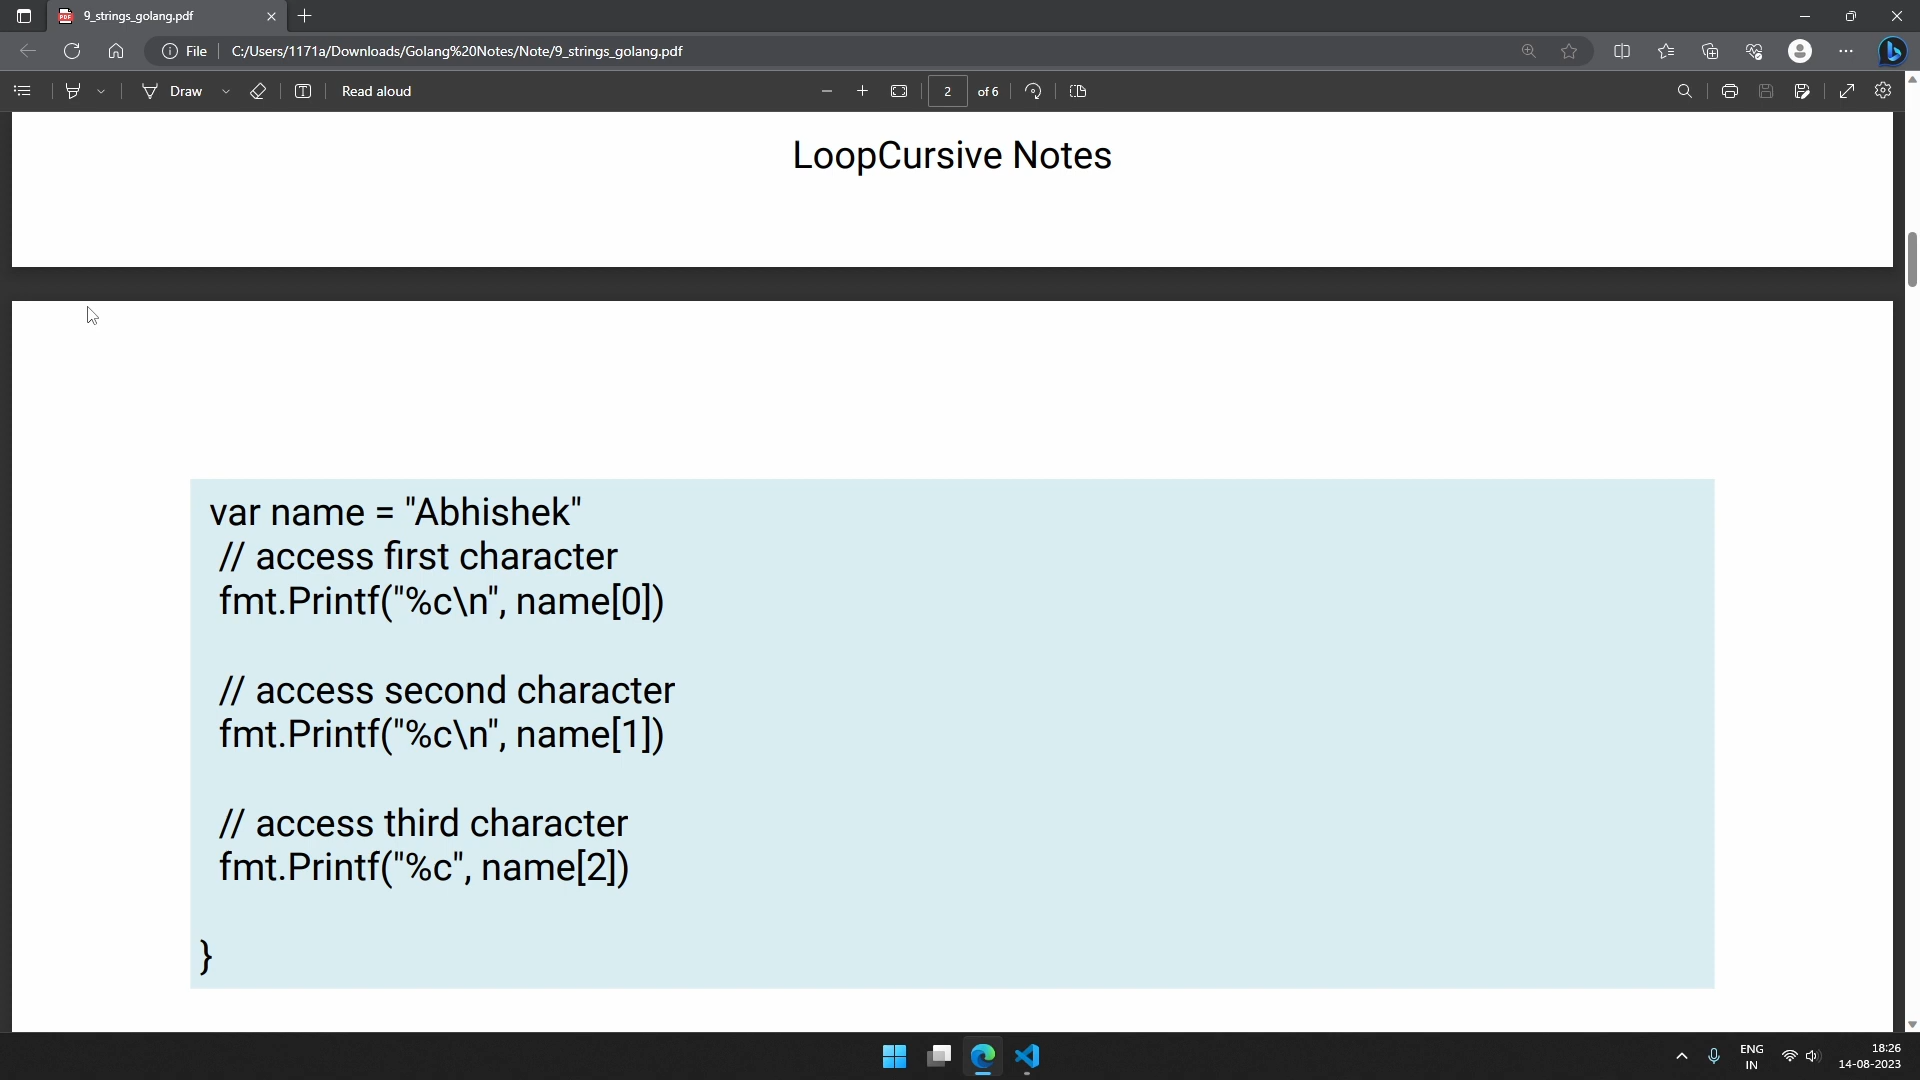 9_strings_golang.pdf
File
C:/Users/1171a/Downloads/Golang%20Notes/Note/9_strings_golang.pdf
Draw
Read aloud
2 of 6
LoopCursive Notes
var name = "Abhishek"
// access first character
fmt.Printf("%c\n", name[0])
// access second character
fmt.Printf("%c\n", name[1])
// access third character
fmt.Printf("%c", name[2])
}
ENG
IN
18:26
14-08-2023